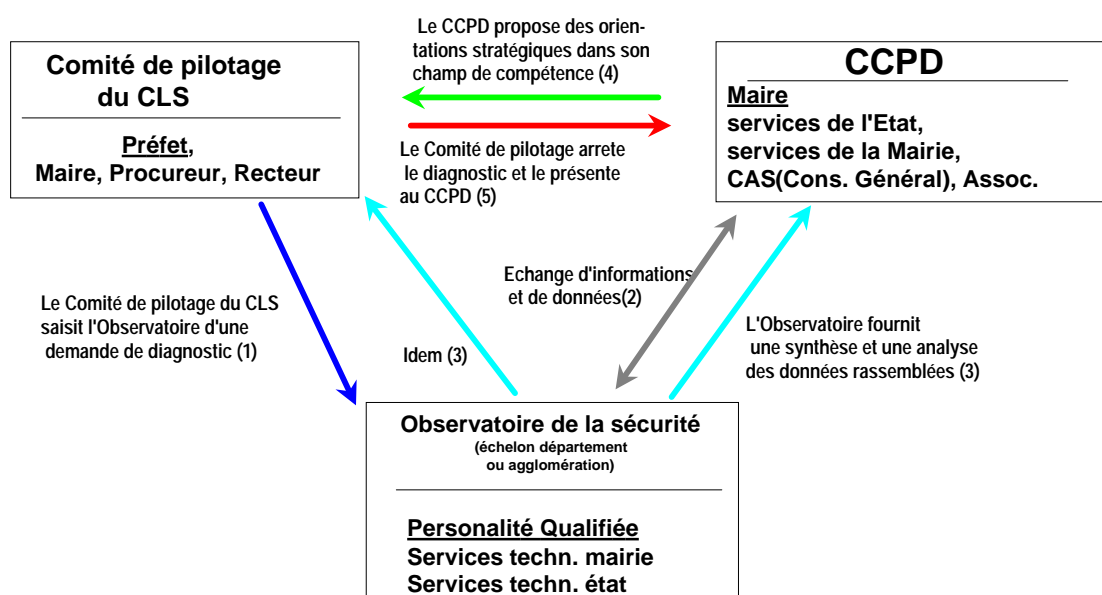 Le CCPD propose des orien-
tations stratégiques dans son
champ de compétence (4)
Comité de pilotage
du CLS
Préfet,
Maire, Procureur, Recteur
CCPD
Maire
services de l'Etat,
services de la Mairie,
CAS(Cons. Général), Assoc.
Le Comité de pilotage arrete
le diagnostic et le présente
au CCPD (5)
Echange d'informations
et de données(2)
Le Comité de pilotage du CLS
saisit l'Observatoire d'une
demande de diagnostic (1)
Idem (3)
L'Observatoire fournit
une synthèse et une analyse
des données rassemblées (3)
Observatoire de la sécurité
(échelon département
ou agglomération)
Personalité Qualifiée
Services techn. mairie
Services techn. état